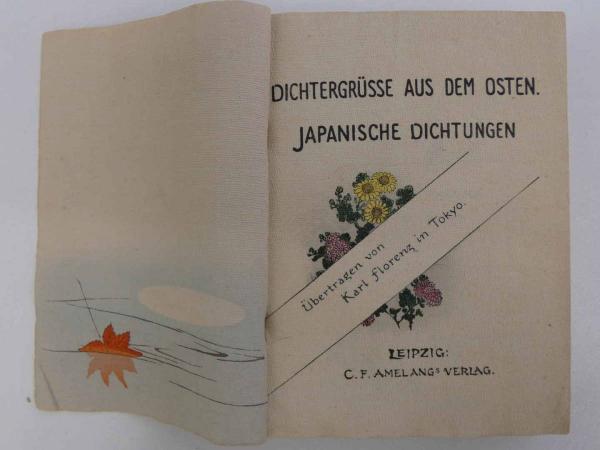 DICHTERGRÜSSE AUS DEM OSTEN.
JAPANISCHE DICHTUNGEN
Übertragen von
Karl Florenz in Tokyo.
LEIPZIG:
C. F. AMELANGS VERLAG.